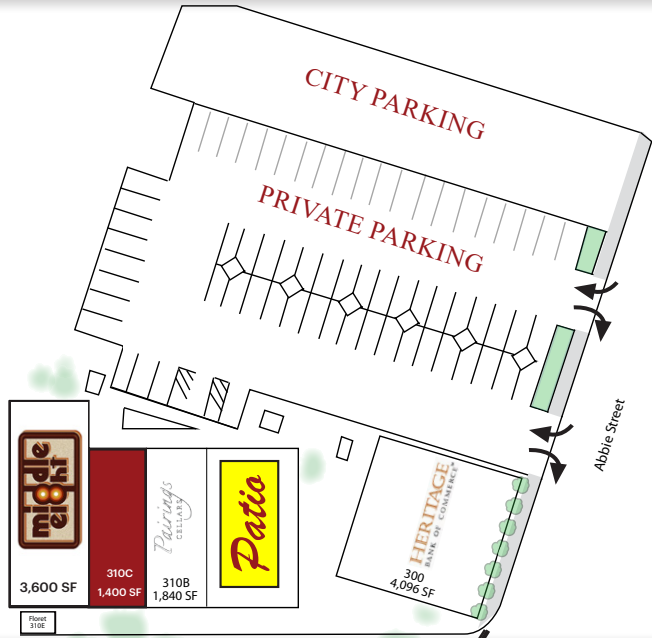 CITY PARKING
PRIVATE PARKING
Abbie Street
middle
eight
3,600 SF
310C
1,400 SF
Pairings
CELLARS
310B
1,840 SF
Patio
HERITAGE
BANK OF COMMERCE
300
4,096 SF
Floret
310E